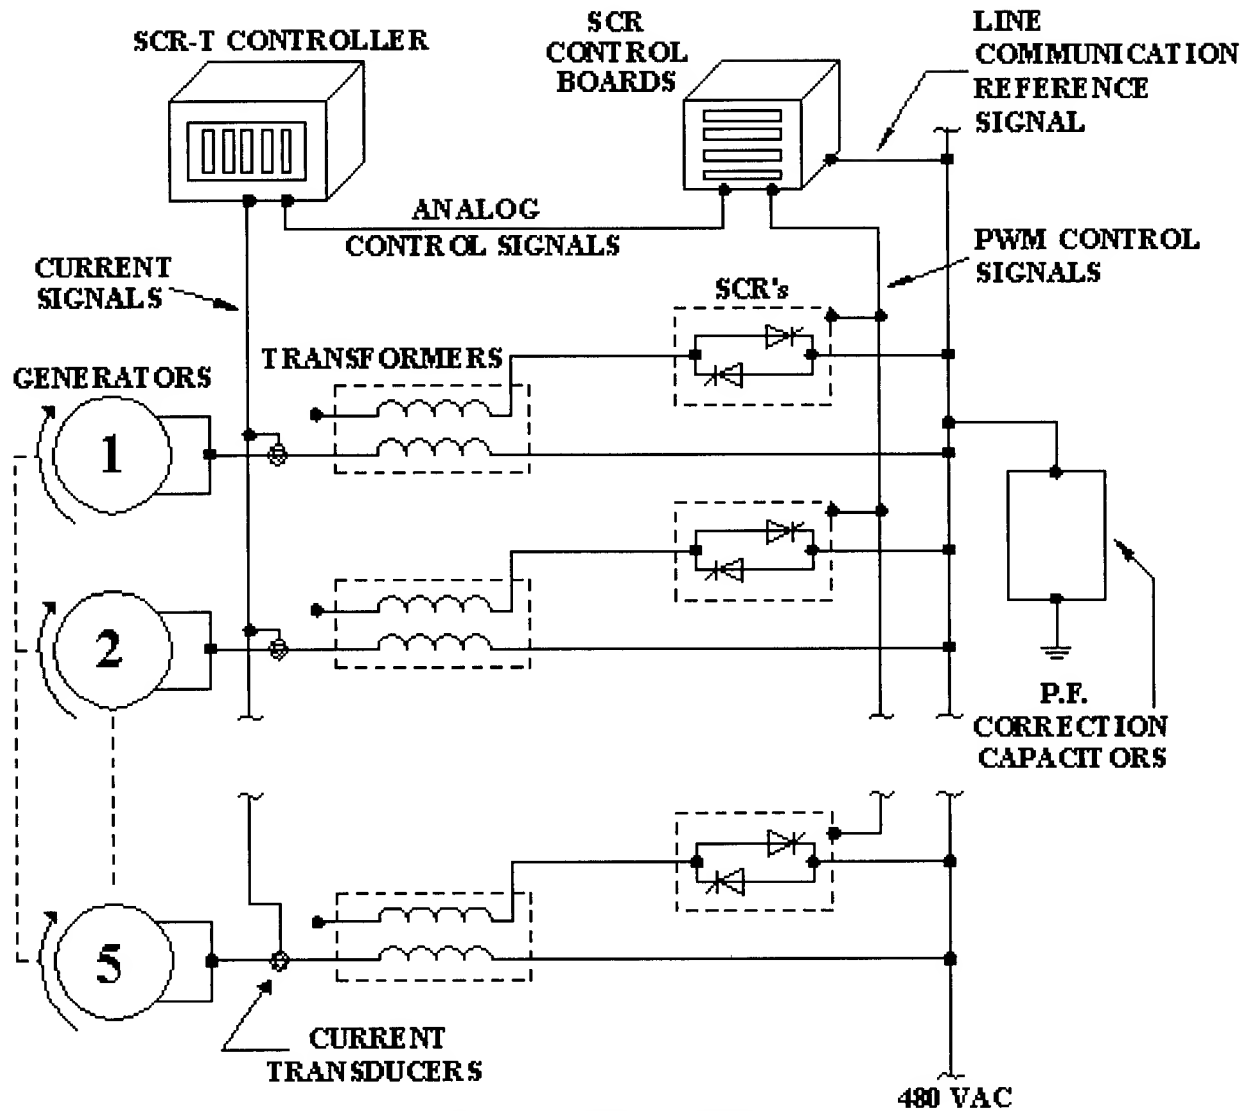 SCR-T CONTROLLER
SCR
CONTROL
BOARDS
LINE
COMMUNICATION
REFERENCE
SIGNAL
ANALOG
CONTROL SIGNALS
PWM CONTROL
SIGNALS
CURRENT
SIGNALS
SCR's
TRANSFORMERS
GENERATORS
1
2
P.F.
CORRECTION
CAPACITORS
5
CURRENT
TRANSDUCERS
480 VAC